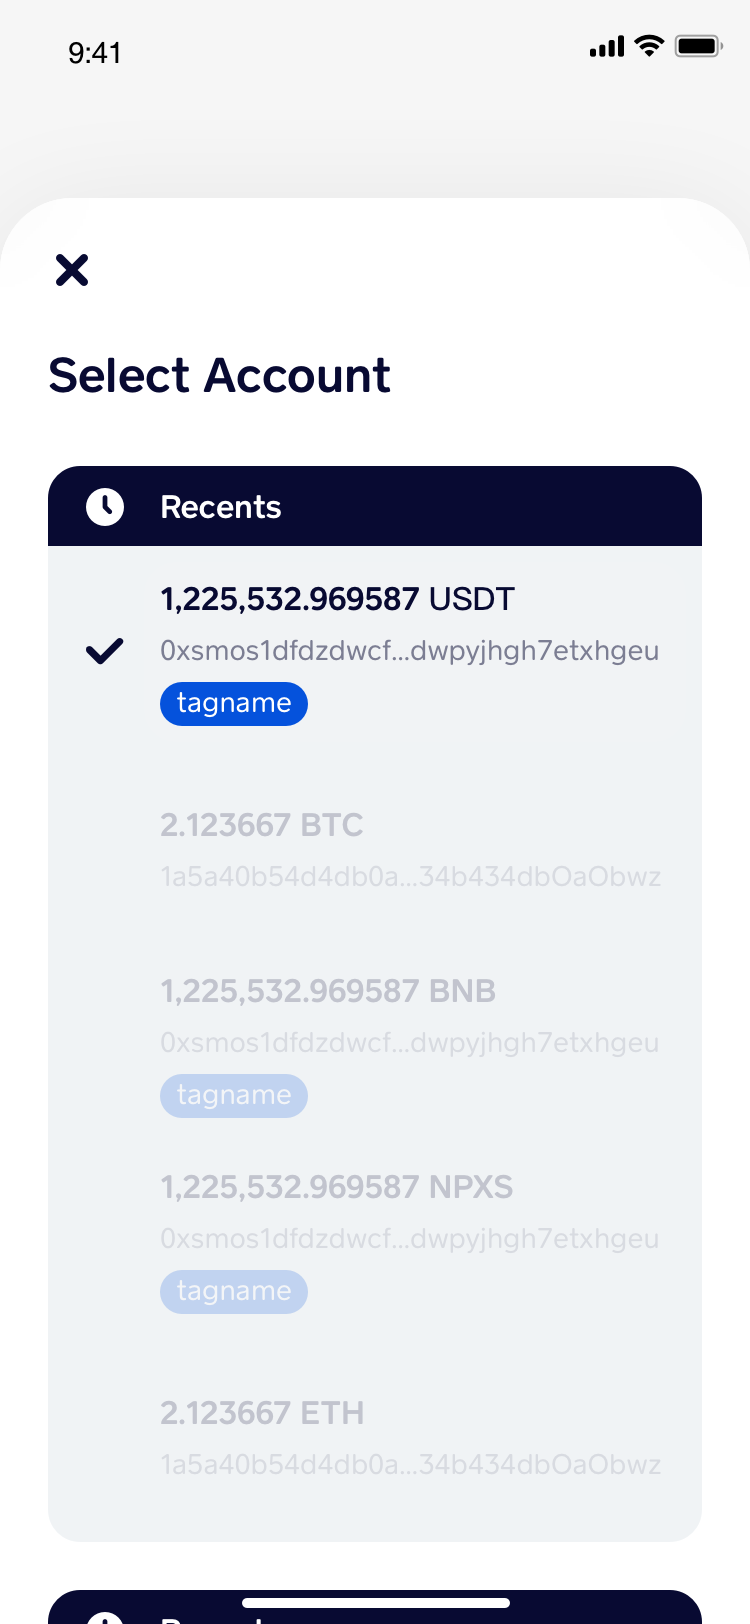 9:41
Select Account
Recents
1,225,532.969587 USDT
0xsmos1dfdzdwcf...dwpyjhgh7etxhgeu
tagname
2.123667 BTC
1a5a40b54d4db0a...34b434dbOaObwz
1,225,532.969587 BNB
0xsmos1dfdzdwcf...dwpyjhgh7etxhgeu
tagname
1,225,532.969587 NPXS
0xsmos1dfdzdwcf...dwpyjhgh7etxhgeu
tagname
2.123667 ETH
1a5a40b54d4db0a...34b434dbOaObwz